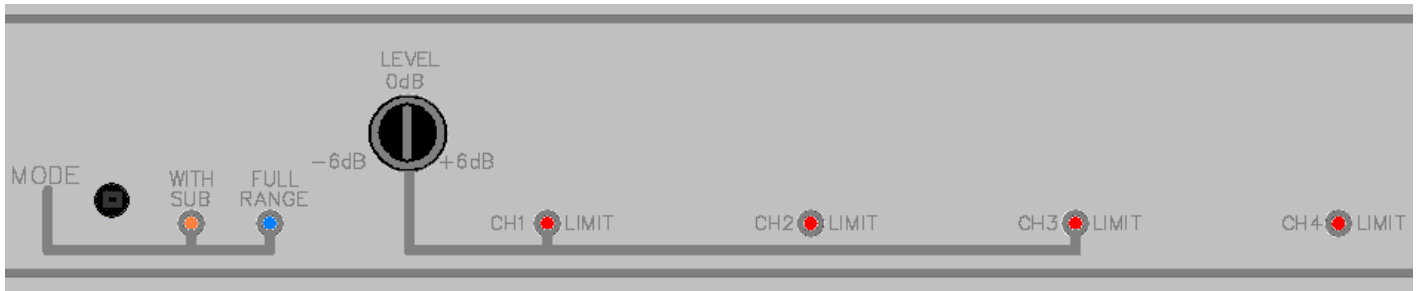 LEVEL
0dB
-6dB
+6dB
MODE
WITH
SUB
FULL
RANGE
CH1 LIMIT
CH2 LIMIT
CH3 LIMIT
CH4 LIMIT